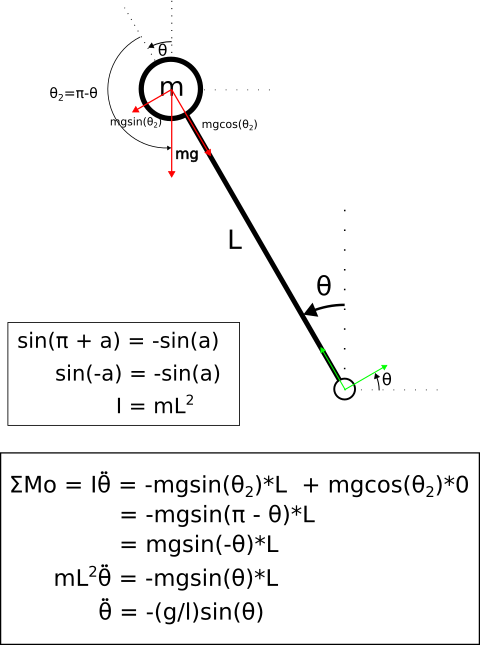 θ
m
θ₂=π-θ
mgsin(θ₂)
mgcos(θ₂)
mg
L
θ
θ
sin(π + a) = -sin(a)
sin(-a) = -sin(a)
I = mL²
ΣMo = Iθ̈ = -mgsin(θ₂)*L + mgcos(θ₂)*0
= -mgsin(π - θ)*L
= mgsin(-θ)*L
mL²θ̈ = -mgsin(θ)*L
θ̈ = -(g/l)sin(θ)